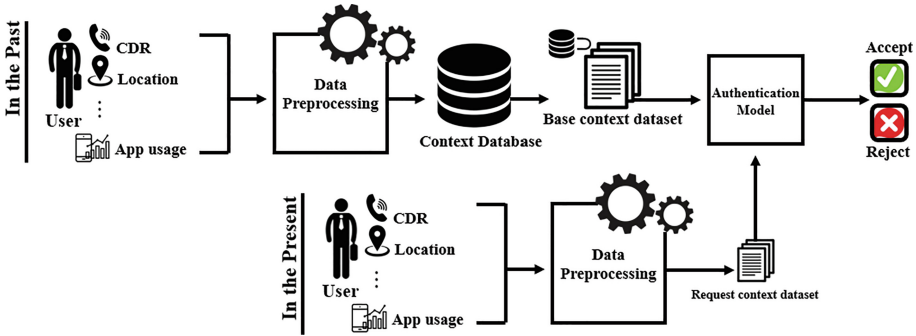 In the Past
CDR
Location
User
App usage
Data
Preprocessing
Context Database
Base context dataset
Authentication
Model
Accept
Reject
In the Present
CDR
Location
User
App usage
Data
Preprocessing
Request context dataset